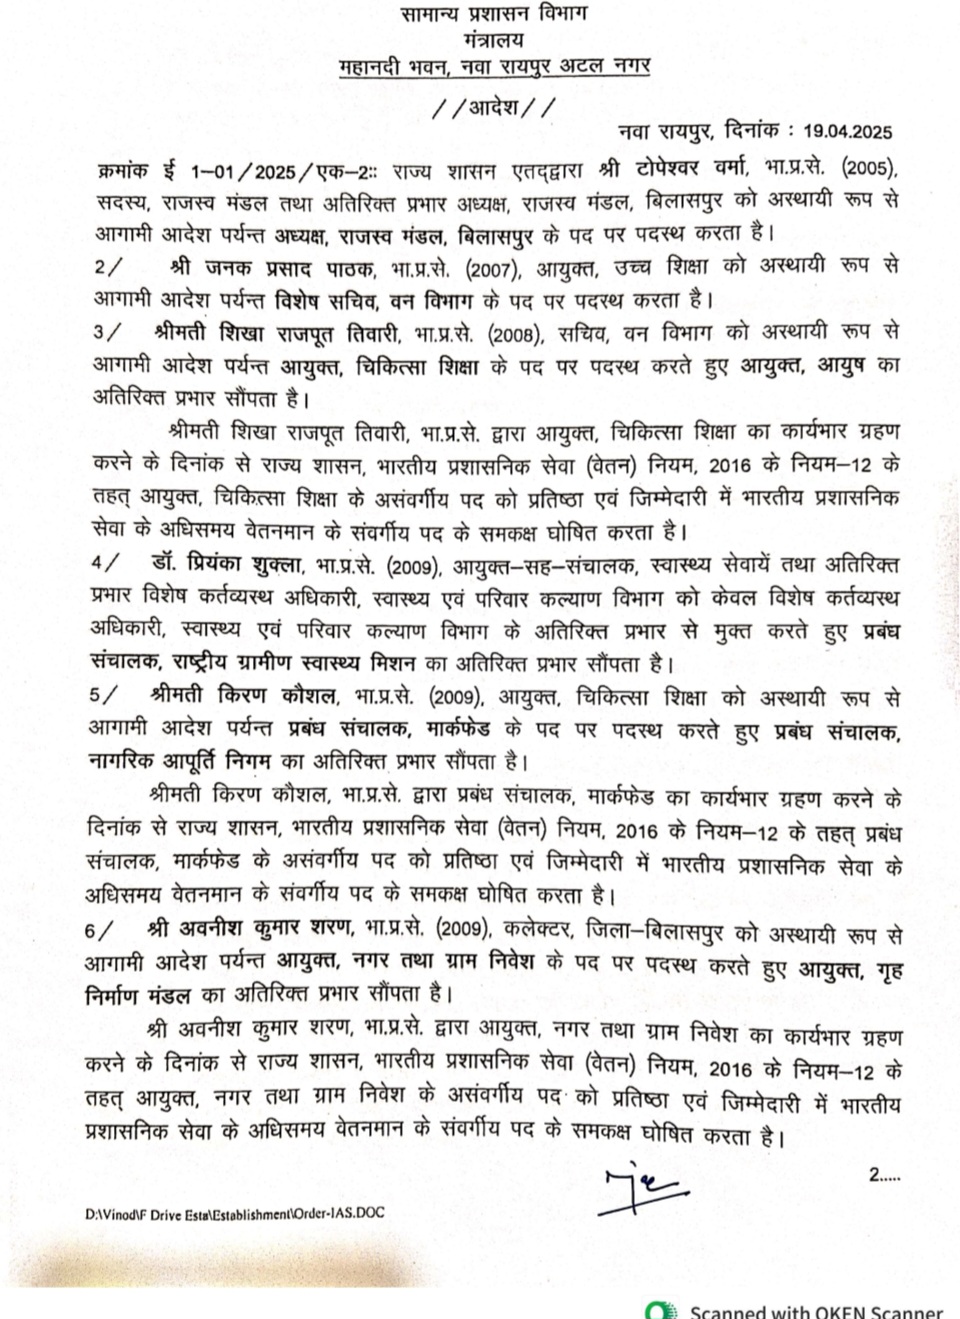 सामान्य प्रशासन विभाग
मंत्रालय
महानदी भवन, नवा रायपुर अटल नगर
//आदेश//
नवा रायपुर, दिनांक : 19.04.2025
क्रमांक ई 1–01/2025/एक–2:: राज्य शासन एतद्द्वारा श्री टोपेश्वर वर्मा, भा.प्र.से. (2005),
सदस्य, राजस्व मंडल तथा अतिरिक्त प्रभार अध्यक्ष, राजस्व मंडल, बिलासपुर को अस्थायी रूप से
आगामी आदेश पर्यन्त अध्यक्ष, राजस्व मंडल, बिलासपुर के पद पर पदस्थ करता है।
2/ श्री जनक प्रसाद पाठक, भा.प्र.से. (2007), आयुक्त, उच्च शिक्षा को अस्थायी रूप से
आगामी आदेश पर्यन्त विशेष सचिव, वन विभाग के पद पर पदस्थ करता है।
3/ श्रीमती शिखा राजपूत तिवारी, भा.प्र.से. (2008), सचिव, वन विभाग को अस्थायी रूप से
आगामी आदेश पर्यन्त आयुक्त, चिकित्सा शिक्षा के पद पर पदस्थ करते हुए आयुक्त, आयुष का
अतिरिक्त प्रभार सौंपता है।
श्रीमती शिखा राजपूत तिवारी, भा.प्र.से. द्वारा आयुक्त, चिकित्सा शिक्षा का कार्यभार ग्रहण
करने के दिनांक से राज्य शासन, भारतीय प्रशासनिक सेवा (वेतन) नियम, 2016 के नियम–12 के
तहत् आयुक्त, चिकित्सा शिक्षा के असंवर्गीय पद को प्रतिष्ठा एवं जिम्मेदारी में भारतीय प्रशासनिक
सेवा के अधिसमय वेतनमान के संवर्गीय पद के समकक्ष घोषित करता है।
4/ डॉ. प्रियंका शुक्ला, भा.प्र.से. (2009), आयुक्त–सह–संचालक, स्वास्थ्य सेवायें तथा अतिरिक्त
प्रभार विशेष कर्तव्यस्थ अधिकारी, स्वास्थ्य एवं परिवार कल्याण विभाग को केवल विशेष कर्तव्यस्थ
अधिकारी, स्वास्थ्य एवं परिवार कल्याण विभाग के अतिरिक्त प्रभार से मुक्त करते हुए प्रबंध
संचालक, राष्ट्रीय ग्रामीण स्वास्थ्य मिशन का अतिरिक्त प्रभार सौंपता है।
5/ श्रीमती किरण कौशल, भा.प्र.से. (2009), आयुक्त, चिकित्सा शिक्षा को अस्थायी रूप से
आगामी आदेश पर्यन्त प्रबंध संचालक, मार्कफेड के पद पर पदस्थ करते हुए प्रबंध संचालक,
नागरिक आपूर्ति निगम का अतिरिक्त प्रभार सौंपता है।
श्रीमती किरण कौशल, भा.प्र.से. द्वारा प्रबंध संचालक, मार्कफेड का कार्यभार ग्रहण करने के
दिनांक से राज्य शासन, भारतीय प्रशासनिक सेवा (वेतन) नियम, 2016 के नियम–12 के तहत् प्रबंध
संचालक, मार्कफेड के असंवर्गीय पद को प्रतिष्ठा एवं जिम्मेदारी में भारतीय प्रशासनिक सेवा के
अधिसमय वेतनमान के संवर्गीय पद के समकक्ष घोषित करता है।
6/ श्री अवनीश कुमार शरण, भा.प्र.से. (2009), कलेक्टर, जिला–बिलासपुर को अस्थायी रूप से
आगामी आदेश पर्यन्त आयुक्त, नगर तथा ग्राम निवेश के पद पर पदस्थ करते हुए आयुक्त, गृह
निर्माण मंडल का अतिरिक्त प्रभार सौंपता है।
श्री अवनीश कुमार शरण, भा.प्र.से. द्वारा आयुक्त, नगर तथा ग्राम निवेश का कार्यभार ग्रहण
करने के दिनांक से राज्य शासन, भारतीय प्रशासनिक सेवा (वेतन) नियम, 2016 के नियम–12 के
तहत् आयुक्त, नगर तथा ग्राम निवेश के असंवर्गीय पद को प्रतिष्ठा एवं जिम्मेदारी में भारतीय
प्रशासनिक सेवा के अधिसमय वेतनमान के संवर्गीय पद के समकक्ष घोषित करता है।
2.....
D:\Vinod\F Drive Esta\Establishment\Order-IAS.DOC
Scanned with OKEN Scanner